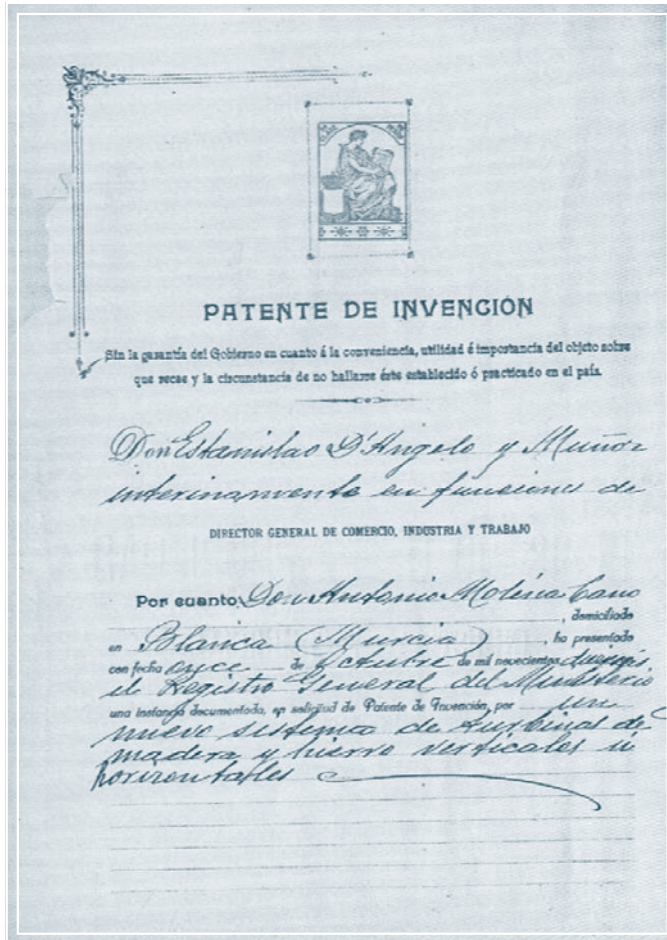 PATENTE DE INVENCIÓN
Sin la garantía del Gobierno en cuanto á la conveniencia, utilidad é importancia del objeto sobre
que recae y la circunstancia de no hallarse éste establecido ó practicado en el país.
Don Estanislao D'Angelo y Muñoz
interinamente en funciones de
DIRECTOR GENERAL DE COMERCIO, INDUSTRIA Y TRABAJO
Por cuanto Don Antonio Molina Cano
, domiciliado
en Blanca (Murcia), ha presentado
con fecha once de Octubre de mil novecientos
el Registro General del Ministerio
una instancia documentada, en solicitud de Patente de Invención, por un
nuevo sistema de turbinas de
madera y hierro verticales ú
horizontales